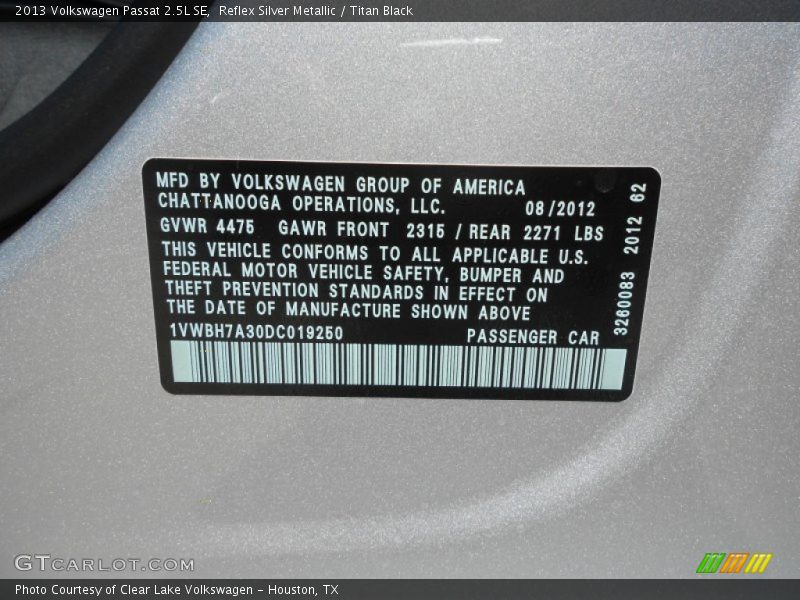 2013 Volkswagen Passat 2.5L SE, Reflex Silver Metallic / Titan Black
MFD BY VOLKSWAGEN GROUP OF AMERICA
CHATTANOOGA OPERATIONS, LLC. 08/2012
GVWR 4475 GAWR FRONT 2315 / REAR 2271 LBS
THIS VEHICLE CONFORMS TO ALL APPLICABLE U.S.
FEDERAL MOTOR VEHICLE SAFETY, BUMPER AND
THEFT PREVENTION STANDARDS IN EFFECT ON
THE DATE OF MANUFACTURE SHOWN ABOVE
1VWBH7A30DC019250 PASSENGER CAR
3260083 2012 62
GTCARLOT.COM
Photo Courtesy of Clear Lake Volkswagen - Houston, TX